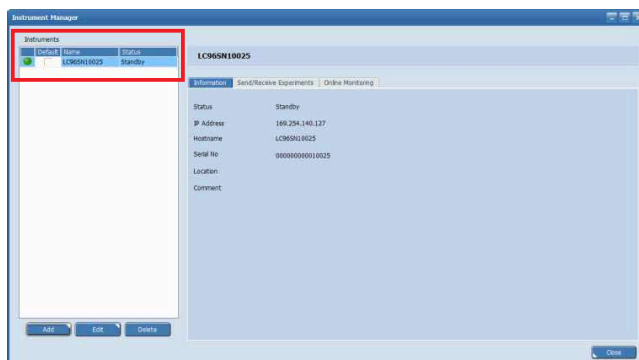 Instrument Manager
Instruments
Default Name Status
LC96SN10025 Standby
LC96SN10025
Information Send/Receive Experiments Online Monitoring
Status Standby
IP Address 169.254.140.127
Hostname LC96SN10025
Serial No 000000000010025
Location
Comment
Add Edit Delete
Close